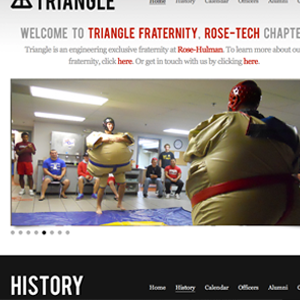 TRIANGLE
Home History Calendar Officers Alumni
WELCOME TO TRIANGLE FRATERNITY, ROSE-TECH CHAPTE
Triangle is an engineering exclusive fraternity at Rose-Hulman. To learn more about ou
fraternity, click here. Or get in touch with us by clicking here.
HISTORY
Home History Calendar Officers Alumni